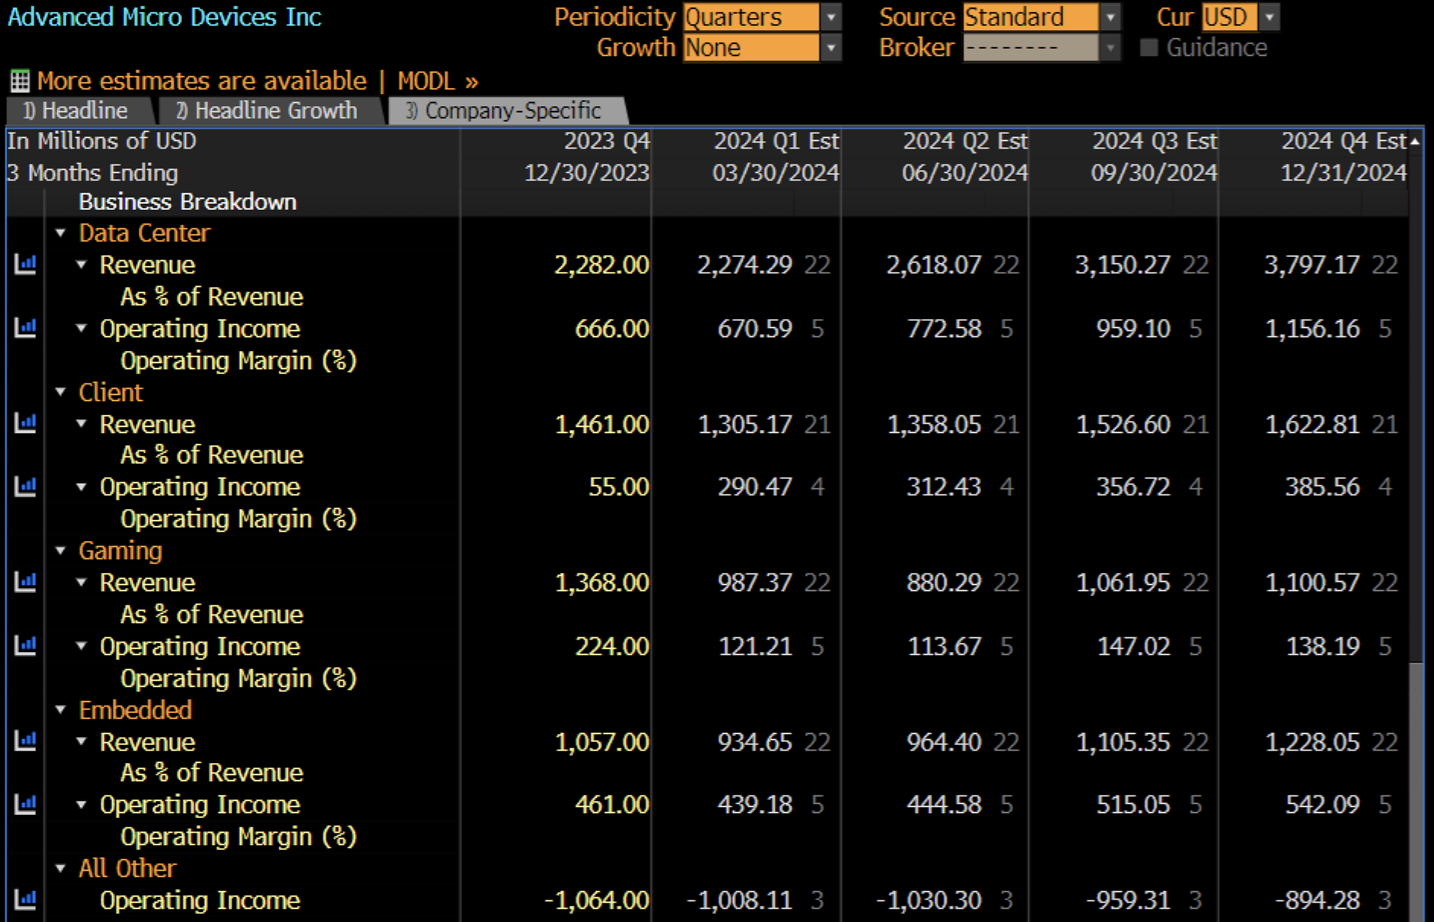 Advanced Micro Devices Inc Periodicity Quarters Source Standard Cur USD
Growth None Broker -------- Guidance
More estimates are available | MODL »
1) Headline 2) Headline Growth 3) Company-Specific
In Millions of USD 2023 Q4 2024 Q1 Est 2024 Q2 Est 2024 Q3 Est 2024 Q4 Est
3 Months Ending 12/30/2023 03/30/2024 06/30/2024 09/30/2024 12/31/2024
Business Breakdown
Data Center
Revenue 2,282.00 2,274.29 22 2,618.07 22 3,150.27 22 3,797.17 22
As % of Revenue
Operating Income 666.00 670.59 5 772.58 5 959.10 5 1,156.16 5
Operating Margin (%)
Client
Revenue 1,461.00 1,305.17 21 1,358.05 21 1,526.60 21 1,622.81 21
As % of Revenue
Operating Income 55.00 290.47 4 312.43 4 356.72 4 385.56 4
Operating Margin (%)
Gaming
Revenue 1,368.00 987.37 22 880.29 22 1,061.95 22 1,100.57 22
As % of Revenue
Operating Income 224.00 121.21 5 113.67 5 147.02 5 138.19 5
Operating Margin (%)
Embedded
Revenue 1,057.00 934.65 22 964.40 22 1,105.35 22 1,228.05 22
As % of Revenue
Operating Income 461.00 439.18 5 444.58 5 515.05 5 542.09 5
Operating Margin (%)
All Other
Operating Income -1,064.00 -1,008.11 3 -1,030.30 3 -959.31 3 -894.28 3